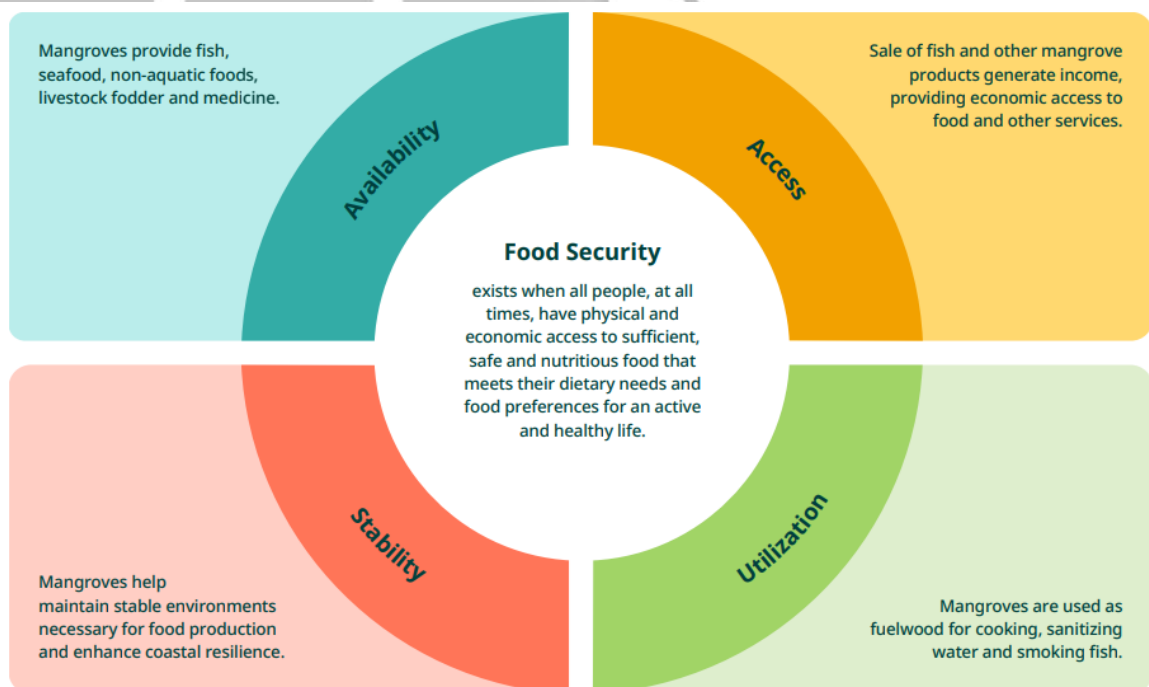 Mangroves provide fish,
seafood, non-aquatic foods,
livestock fodder and medicine.
Availability
Sale of fish and other mangrove
products generate income,
providing economic access to
food and other services.
Access
Food Security
exists when all people, at all
times, have physical and
economic access to sufficient,
safe and nutritious food that
meets their dietary needs and
food preferences for an active
and healthy life.
Stability
Mangroves help
maintain stable environments
necessary for food production
and enhance coastal resilience.
Utilization
Mangroves are used as
fuelwood for cooking, sanitizing
water and smoking fish.